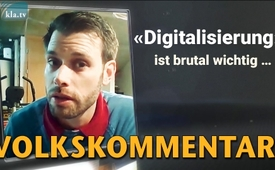 kla.tv
«Digitalisierung
ist brutal wichtig ...
VOLKSKOMMENTAR